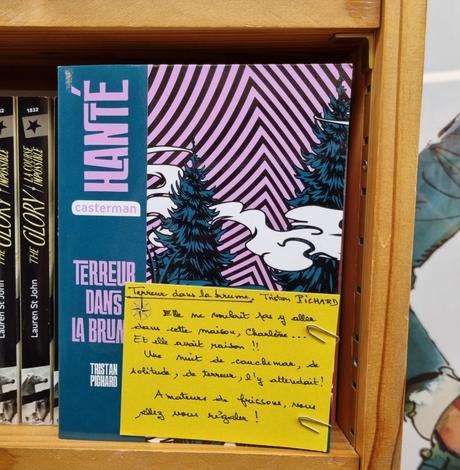 HANTÉ
casterman
TERREUR
DANS
LA BRUM
TRISTAN
PICHARD
Terreur dans la brume Tristan PICHARD
Elle ne voulait pas y aller
dans cette maison, Charlène...
Et elle avait raison !!
Une nuit de cauchemar, de
solitude, de terreur, l'y attendait !
Amateurs de frissons, vous
allez vous régaler !
THE GLORY
Lauren St John
1832
THE GLORY
Lauren St John